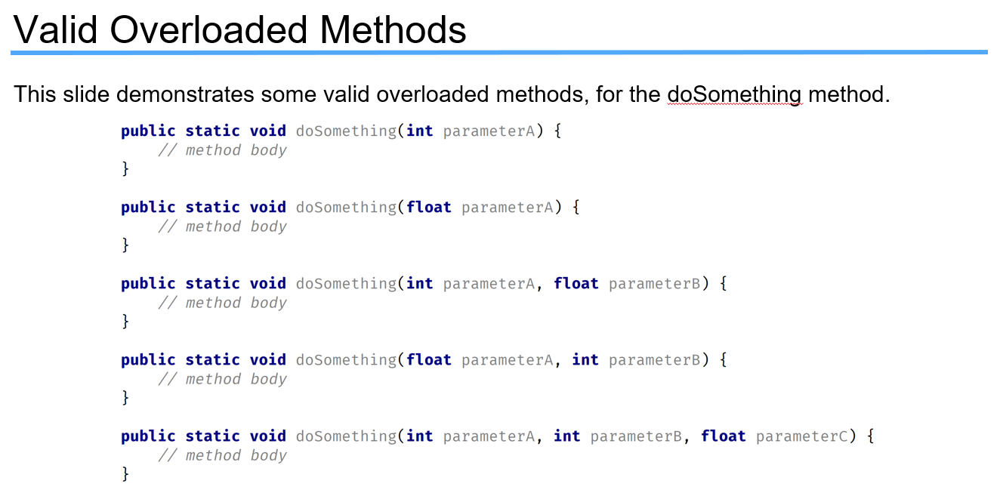 Valid Overloaded Methods
This slide demonstrates some valid overloaded methods, for the doSomething method.
public static void doSomething(int parameterA) {
    // method body
}
public static void doSomething(float parameterA) {
    // method body
}
public static void doSomething(int parameterA, float parameterB) {
    // method body
}
public static void doSomething(float parameterA, int parameterB) {
    // method body
}
public static void doSomething(int parameterA, int parameterB, float parameterC) {
    // method body
}